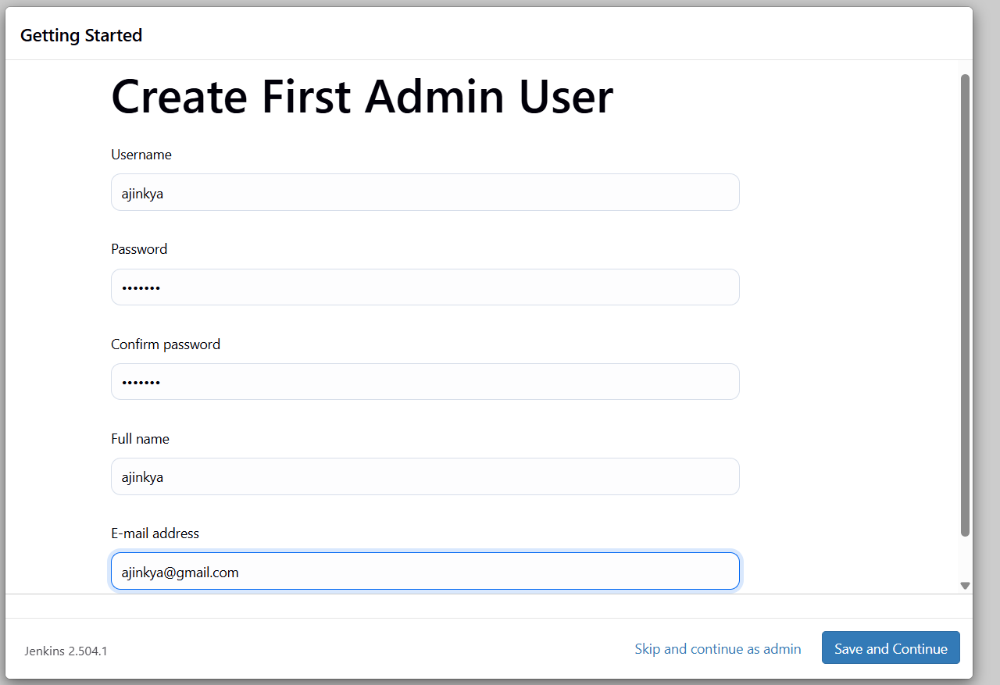 Getting Started
Create First Admin User
Username
ajinkya
Password
•••••••
Confirm password
•••••••
Full name
ajinkya
E-mail address
ajinkya@gmail.com
Jenkins 2.504.1
Skip and continue as admin
Save and Continue